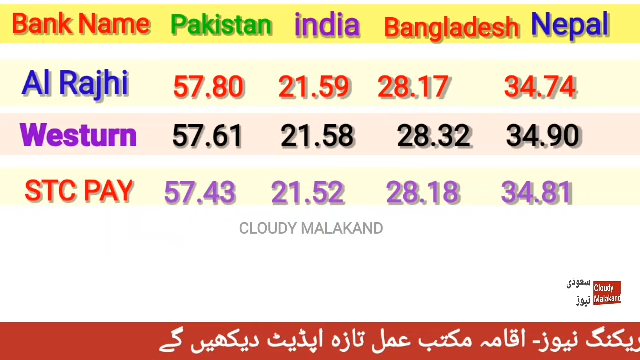 Bank Name Pakistan india Bangladesh Nepal
Al Rajhi 57.80 21.59 28.17 34.74
Westurn 57.61 21.58 28.32 34.90
STC PAY 57.43 21.52 28.18 34.81
CLOUDY MALAKAND
سعودی
نیوز
Cloudy
Malakand
ریکنگ نیوز- اقامہ مکتب عمل تازہ اپڈیٹ دیکھیں گے